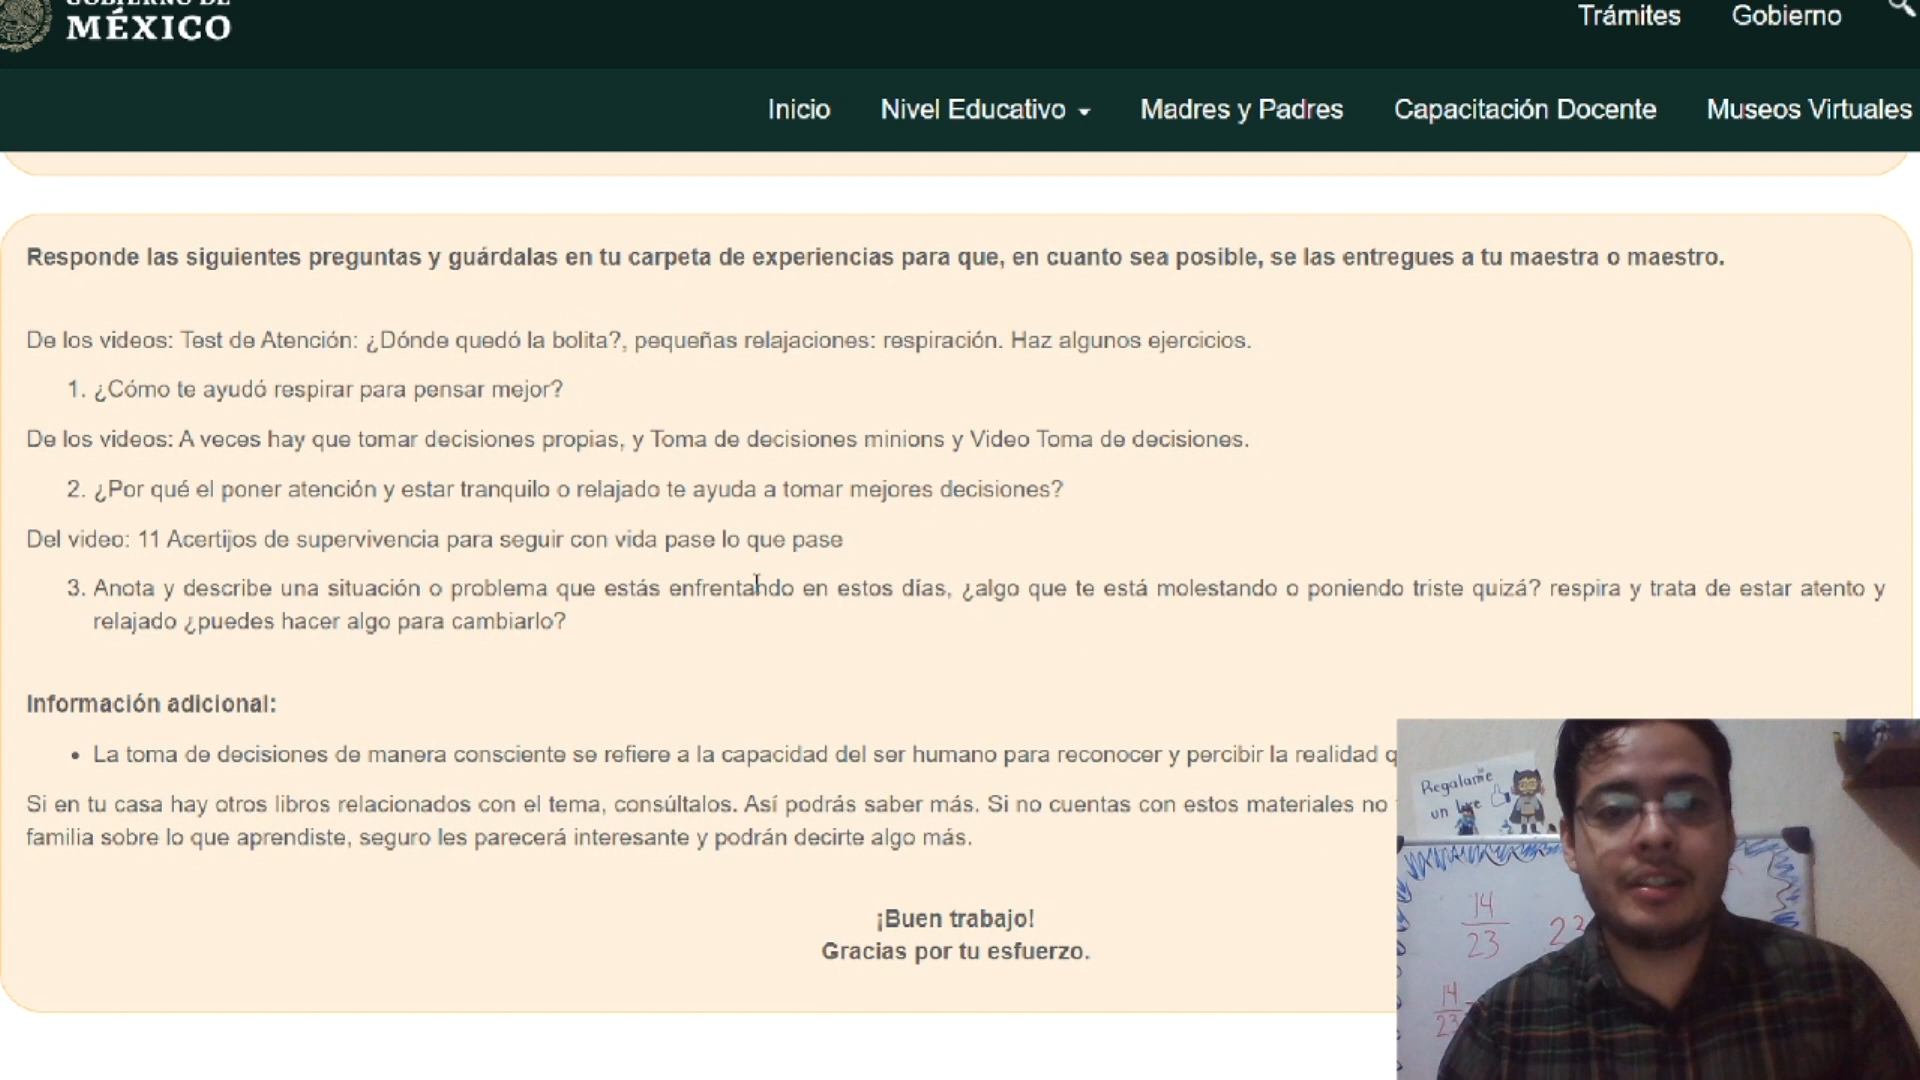 GOBIERNO DE
MÉXICO
Trámites Gobierno
Inicio Nivel Educativo Madres y Padres Capacitación Docente Museos Virtuales
Responde las siguientes preguntas y guárdalas en tu carpeta de experiencias para que, en cuanto sea posible, se las entregues a tu maestra o maestro.
De los videos: Test de Atención: ¿Dónde quedó la bolita?, pequeñas relajaciones: respiración. Haz algunos ejercicios.
1. ¿Cómo te ayudó respirar para pensar mejor?
De los videos: A veces hay que tomar decisiones propias, y Toma de decisiones minions y Video Toma de decisiones.
2. ¿Por qué el poner atención y estar tranquilo o relajado te ayuda a tomar mejores decisiones?
Del video: 11 Acertijos de supervivencia para seguir con vida pase lo que pase
3. Anota y describe una situación o problema que estás enfrentando en estos días, ¿algo que te está molestando o poniendo triste quizá? respira y trata de estar atento y
relajado ¿puedes hacer algo para cambiarlo?
Información adicional:
• La toma de decisiones de manera consciente se refiere a la capacidad del ser humano para reconocer y percibir la realidad q
Si en tu casa hay otros libros relacionados con el tema, consúltalos. Así podrás saber más. Si no cuentas con estos materiales no
familia sobre lo que aprendiste, seguro les parecerá interesante y podrán decirte algo más.
¡Buen trabajo!
Gracias por tu esfuerzo.
Regalame
un like
14
23
23
14
23